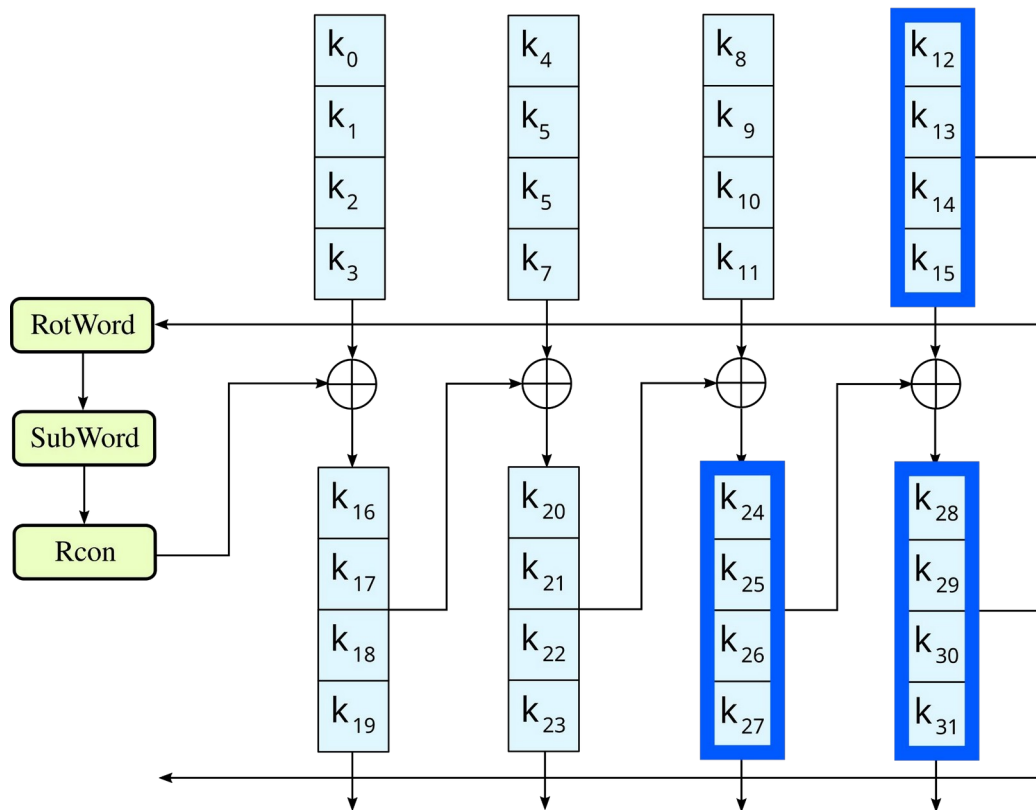 k0 k4 k8 k12
k1 k5 k9 k13
k2 k5 k10 k14
k3 k7 k11 k15
RotWord
SubWord
k16 k20 k24 k28
Rcon
k17 k21 k25 k29
k18 k22 k26 k30
k19 k23 k27 k31